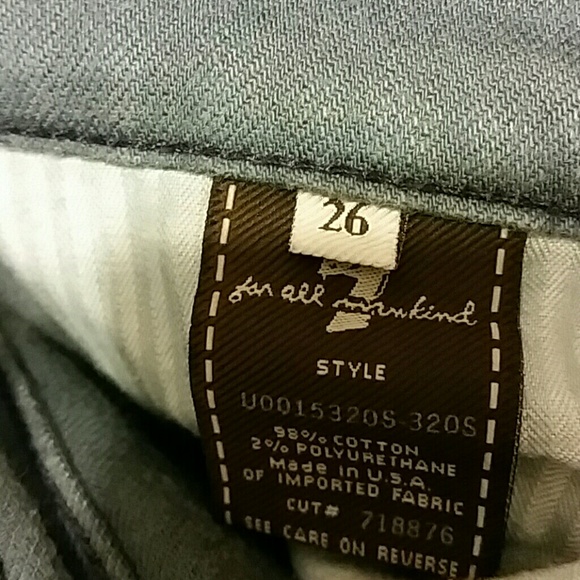 26
7
for all mankind
STYLE
U0015320S-320S
98% COTTON
2% POLYURETHANE
Made in U.S.A.
OF IMPORTED FABRIC
CUT# 718876
SEE CARE ON REVERSE